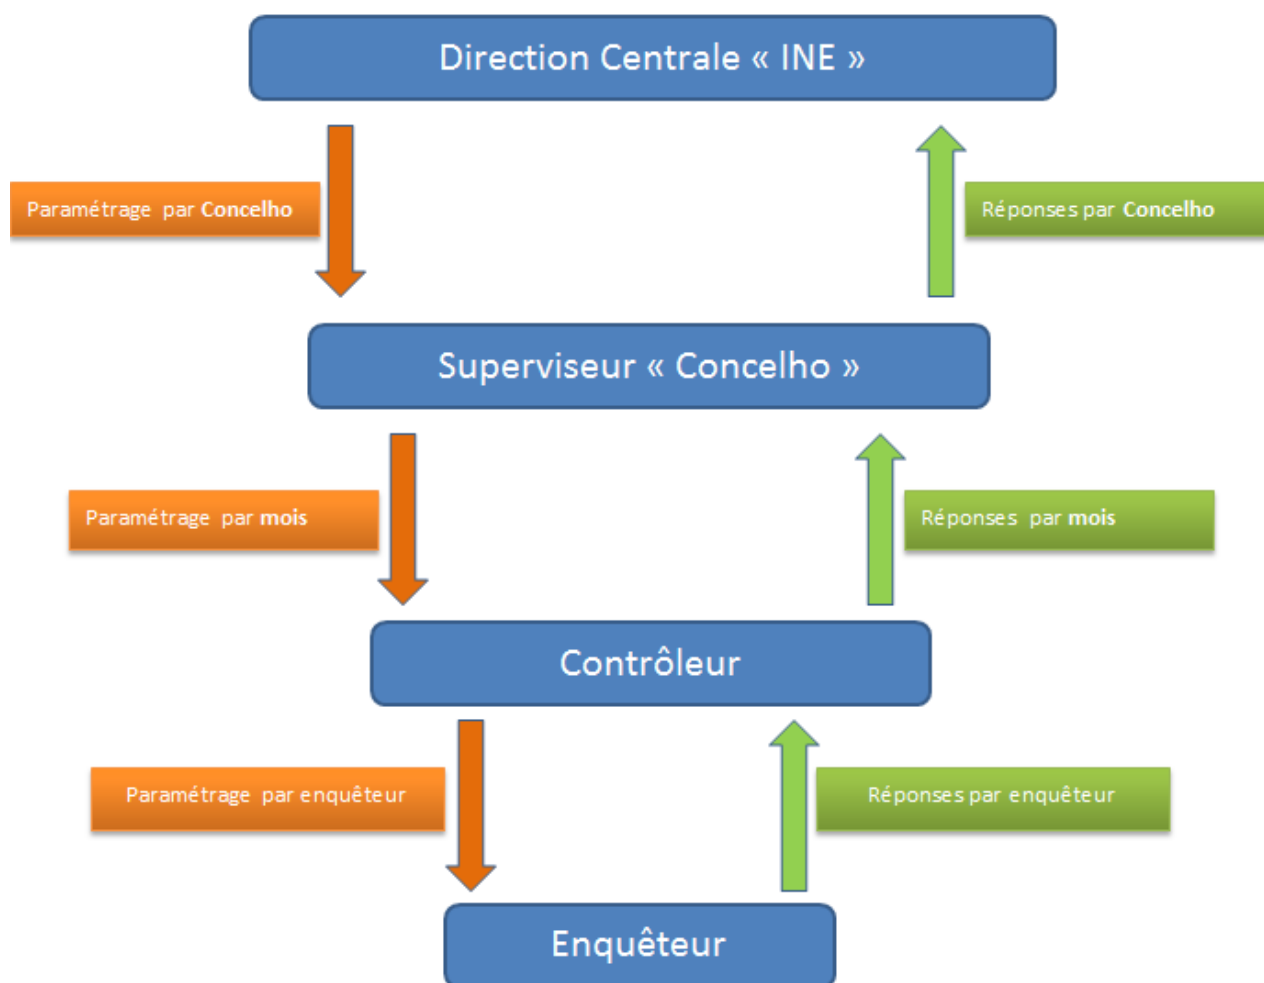 Direction Centrale « INE »
Paramétrage par Concelho
Réponses par Concelho
Superviseur « Concelho »
Paramétrage par mois
Réponses par mois
Contrôleur
Paramétrage par enquêteur
Réponses par enquêteur
Enquêteur